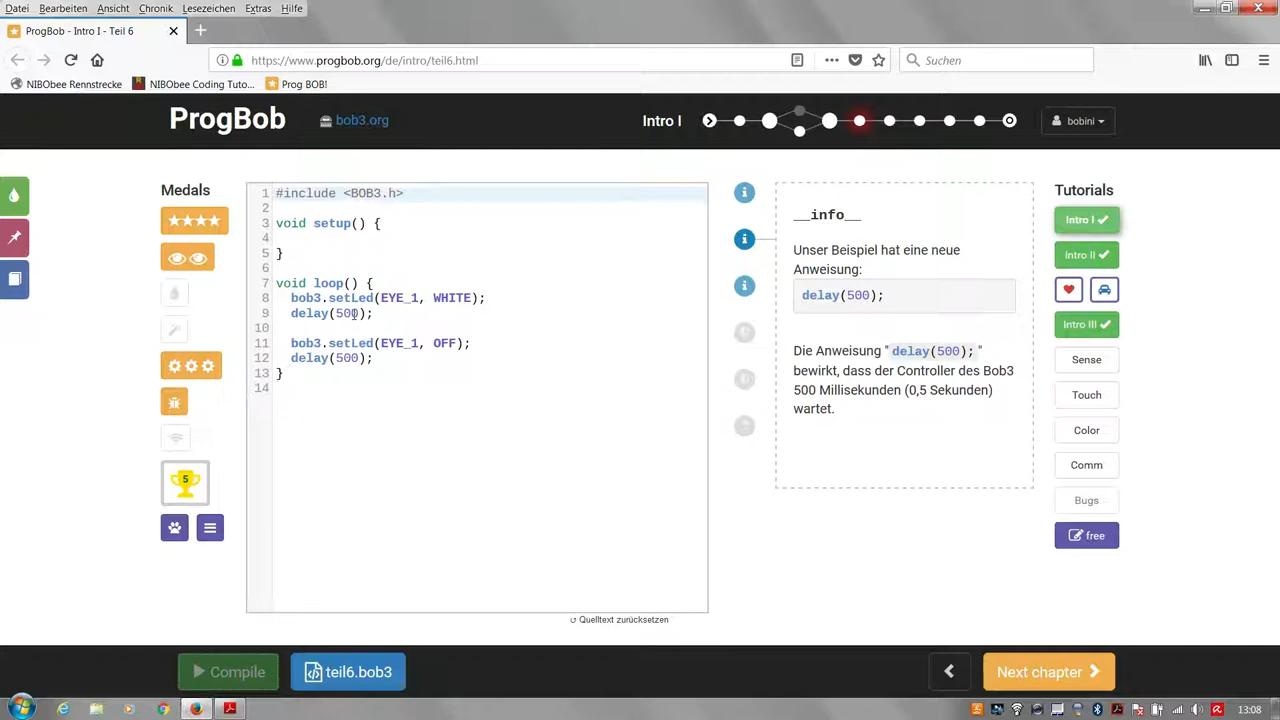 Datei Bearbeiten Ansicht Chronik Lesezeichen Extras Hilfe
ProgBob - Intro I - Teil 6
https://www.progbob.org/de/intro/teil6.html
Suchen
NIBObee Rennstrecke NIBObee Coding Tuto... Prog BOB!
ProgBob bob3.org Intro I bobini
Medals
5
1 #include <BOB3.h>
2
3 void setup() {
4
5 }
6
7 void loop() {
8 bob3.setLed(EYE_1, WHITE);
9 delay(500);
10
11 bob3.setLed(EYE_1, OFF);
12 delay(500);
13 }
14
Quelltext zurücksetzen
__info__
Unser Beispiel hat eine neue
Anweisung:
delay(500);
Die Anweisung "delay(500);"
bewirkt, dass der Controller des Bob3
500 Millisekunden (0,5 Sekunden)
wartet.
Tutorials
Intro I
Intro II
Intro III
Sense
Touch
Color
Comm
Bugs
free
Compile teil6.bob3 Next chapter
13:08